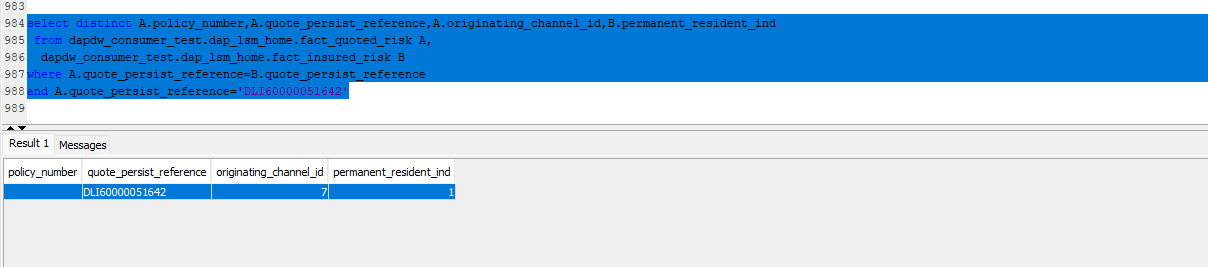 983
984 select distinct A.policy_number,A.quote_persist_reference,A.originating_channel_id,B.permanent_resident_ind
985 from dapdw_consumer_test.dap_lsm_home.fact_quoted_risk A,
986 dapdw_consumer_test.dap_lsm_home.fact_insured_risk B
987 where A.quote_persist_reference=B.quote_persist_reference
988 and A.quote_persist_reference='DLI60000051642'
989
Result 1 Messages
policy_number quote_persist_reference originating_channel_id permanent_resident_ind
DLI60000051642 7 1